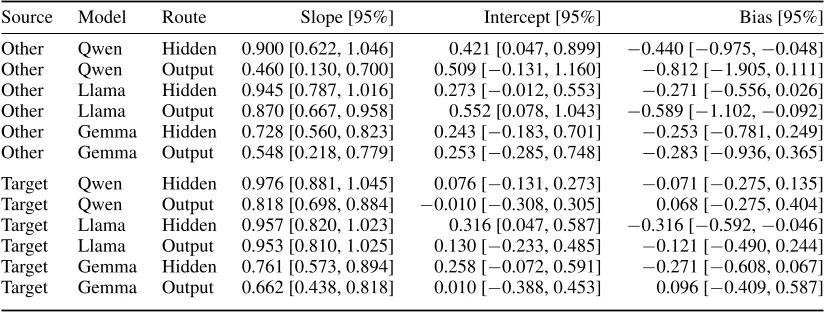 Source Model Route Slope [95%] Intercept [95%] Bias [95%]
Other Qwen Hidden 0.900 [0.622, 1.046] 0.421 [0.047, 0.899] −0.440 [−0.975, −0.048]
Other Qwen Output 0.460 [0.130, 0.700] 0.509 [−0.131, 1.160] −0.812 [−1.905, 0.111]
Other Llama Hidden 0.945 [0.787, 1.016] 0.273 [−0.012, 0.553] −0.271 [−0.556, 0.026]
Other Llama Output 0.870 [0.667, 0.958] 0.552 [0.078, 1.043] −0.589 [−1.102, −0.092]
Other Gemma Hidden 0.728 [0.560, 0.823] 0.243 [−0.183, 0.701] −0.253 [−0.781, 0.249]
Other Gemma Output 0.548 [0.218, 0.779] 0.253 [−0.285, 0.748] −0.283 [−0.936, 0.365]
Target Qwen Hidden 0.976 [0.881, 1.045] 0.076 [−0.131, 0.273] −0.071 [−0.275, 0.135]
Target Qwen Output 0.818 [0.698, 0.884] −0.010 [−0.308, 0.305] 0.068 [−0.275, 0.404]
Target Llama Hidden 0.957 [0.820, 1.023] 0.316 [0.047, 0.587] −0.316 [−0.592, −0.046]
Target Llama Output 0.953 [0.810, 1.025] 0.130 [−0.233, 0.485] −0.121 [−0.490, 0.244]
Target Gemma Hidden 0.761 [0.573, 0.894] 0.258 [−0.072, 0.591] −0.271 [−0.608, 0.067]
Target Gemma Output 0.662 [0.438, 0.818] 0.010 [−0.388, 0.453] 0.096 [−0.409, 0.587]